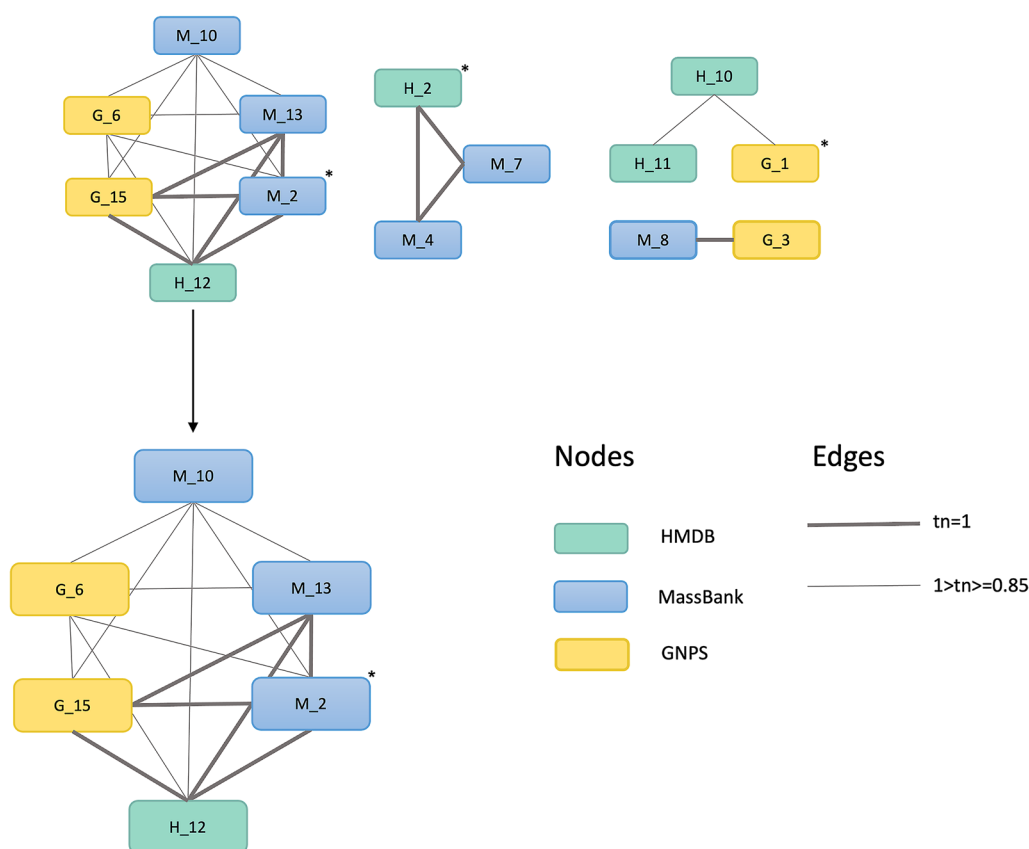 M_10
G_6
M_13
G_15
M_2
*
H_12
H_2
*
M_7
M_4
H_10
H_11
G_1
*
M_8
G_3
M_10
G_6
M_13
G_15
M_2
*
H_12
Nodes
HMDB
MassBank
GNPS
Edges
tn=1
1>tn>=0.85